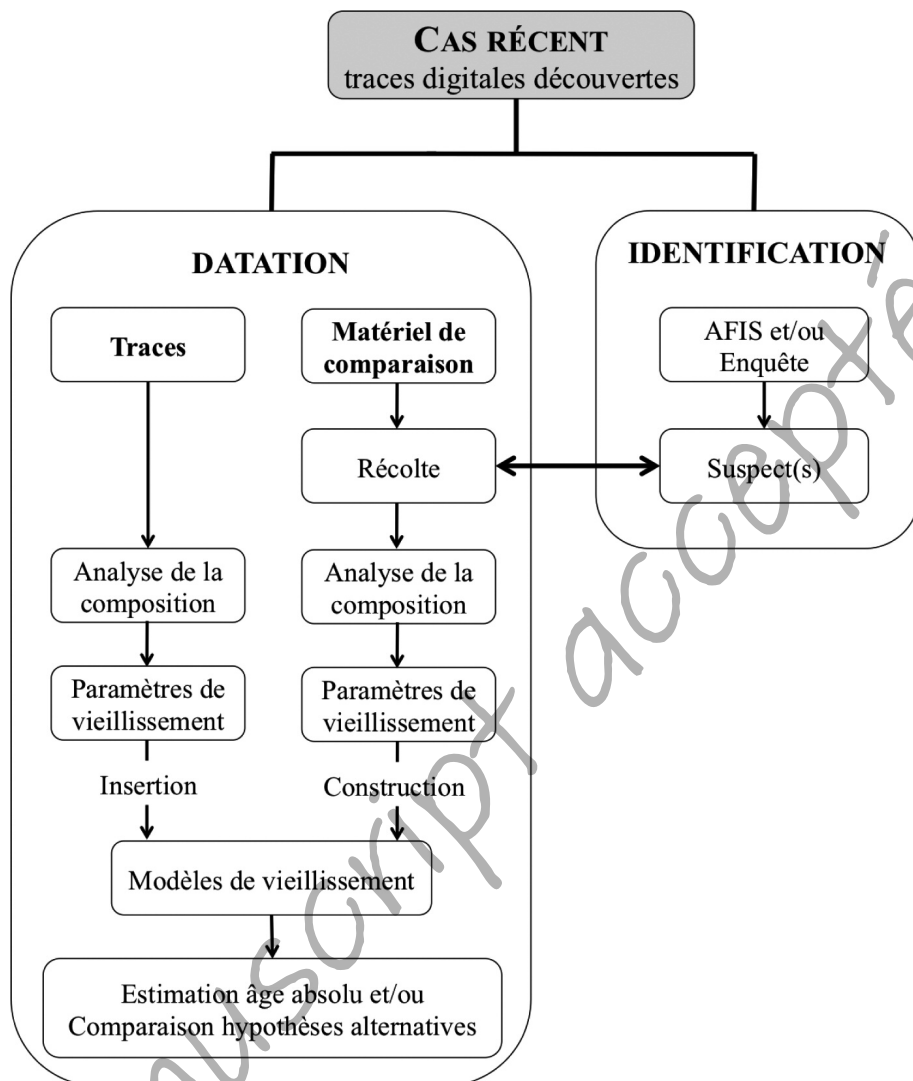 CAS RÉCENT
traces digitales découvertes
DATATION
Traces
Matériel de
comparaison
Récolte
Analyse de la
composition
Analyse de la
composition
Paramètres de
vieillissement
Paramètres de
vieillissement
Insertion
Construction
Modèles de vieillissement
Estimation âge absolu et/ou
Comparaison hypothèses alternatives
IDENTIFICATION
AFIS et/ou
Enquête
Suspect(s)
nuscript accepté